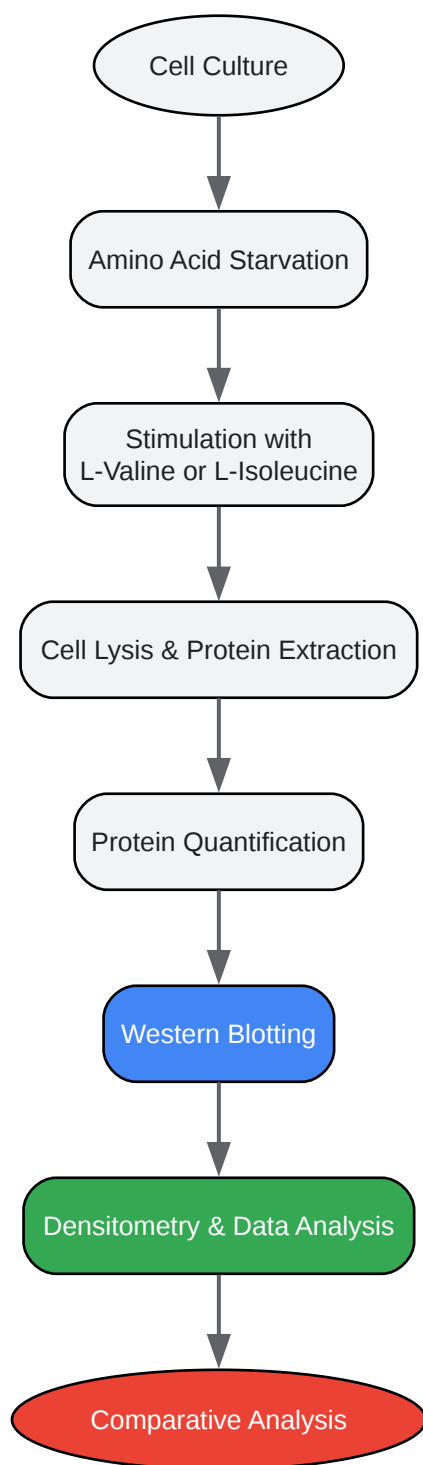 Cell Culture
Amino Acid Starvation
Stimulation with
L-Valine or L-Isoleucine
Cell Lysis & Protein Extraction
Protein Quantification
Western Blotting
Densitometry & Data Analysis
Comparative Analysis